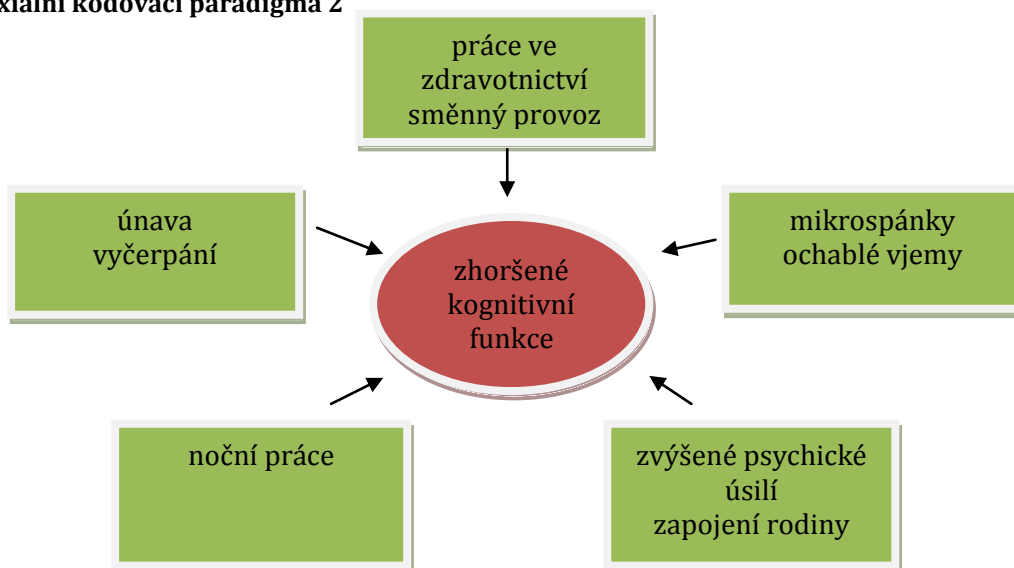 xiální kódovací paradigma 2
práce ve
zdravotnictví
směnný provoz
únava
vyčerpání
mikrospánky
ochablé vjemy
zhoršené
kognitivní
funkce
noční práce
zvýšené psychické
úsilí
zapojení rodiny